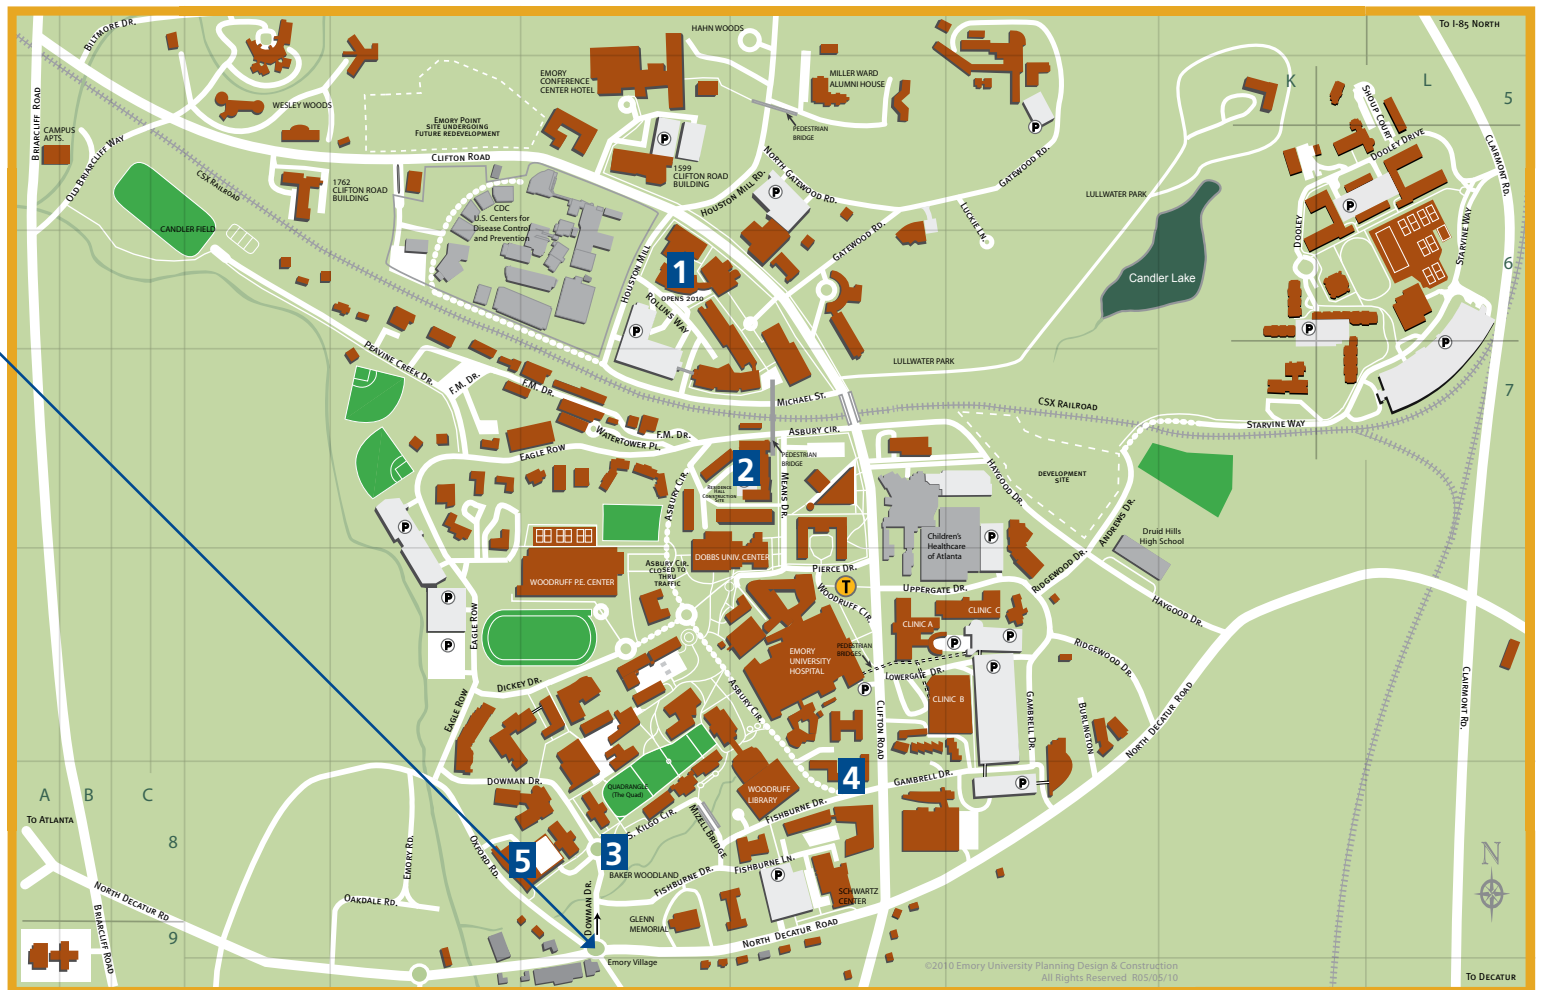 BILTMORE DR.
HAHN WOODS
TO I-85 NORTH
EMORY
CONFERENCE
CENTER HOTEL
MILLER WARD
ALUMNI HOUSE
K
L
5
WESLEY WOODS
EMORY POINT
SITE UNDERGOING
FUTURE REDEVELOPMENT
PEDESTRIAN
BRIDGE
SHOUP COURT
BRIARCLIFF ROAD
CAMPUS
APTS.
OLD BRIARCLIFF WAY
P
P
CLIFTON ROAD
DOOLEY DRIVE
CLAIRMONT RD.
CSX RAILROAD
1762
CLIFTON ROAD
BUILDING
1599
CLIFTON ROAD
BUILDING
NORTH GATEWOOD RD.
HOUSTON MILL RD.
P
GATEWOOD RD.
LULLWATER PARK
P
CDC
U.S. Centers for
Disease Control
and Prevention
CANDLER FIELD
LUCKIE LN.
DOOLEY
STARVINE WAY
GATEWOOD RD.
6
1
OPENS 2010
HOUSTON MILL
ROLLINS WAY
Candler Lake
P
P
P
PEAVINE CREEK DR.
F.M. DR.
F.M. DR.
LULLWATER PARK
7
MICHAEL ST.
CSX RAILROAD
STARVINE WAY
WATERTOWER PL.
F.M. DR.
ASBURY CIR.
EAGLE ROW
PEDESTRIAN
BRIDGE
2
RESIDENCE
HALL
CONSTRUCTION
SITE
ASBURY CIR.
MEANS DR.
HAYGOOD DR.
DEVELOPMENT
SITE
ANDREWS DR.
Druid Hills
High School
P
Children's
Healthcare
of Atlanta
P
DOBBS UNIV. CENTER
WOODRUFF P.E. CENTER
ASBURY CIR.
CLOSED TO
THRU
TRAFFIC
PIERCE DR.
T
WOODRUFF CIR.
UPPERGATE DR.
RIDGEWOOD DR.
HAYGOOD DR.
P
EAGLE ROW
P
CLINIC C
CLINIC A
P
P
P
PEDESTRIAN
BRIDGES
EMORY
UNIVERSITY
HOSPITAL
LOWERGATE DR.
P
CLINIC B
RIDGEWOOD DR.
DICKEY DR.
EAGLE ROW
ASBURY CIR.
CLIFTON ROAD
GAMBRELL DR.
BURLINGTON
NORTH DECATUR ROAD
CLAIRMONT RD.
A
B
C
DOWMAN DR.
QUADRANGLE
(The Quad)
WOODRUFF
LIBRARY
4
GAMBRELL DR.
P
TO ATLANTA
8
S. KILGO CIR.
MIZELL BRIDGE
FISHBURNE DR.
EMORY RD.
OXFORD RD.
5
3
BAKER WOODLAND
FISHBURNE DR.
FISHBURNE LN.
P
SCHWARTZ
CENTER
N
NORTH DECATUR RD
BRIARCLIFF ROAD
OAKDALE RD.
DOWMAN DR.
GLENN
MEMORIAL
NORTH DECATUR ROAD
9
Emory Village
©2010 Emory University Planning Design & Construction
All Rights Reserved R05/05/10
TO DECATUR